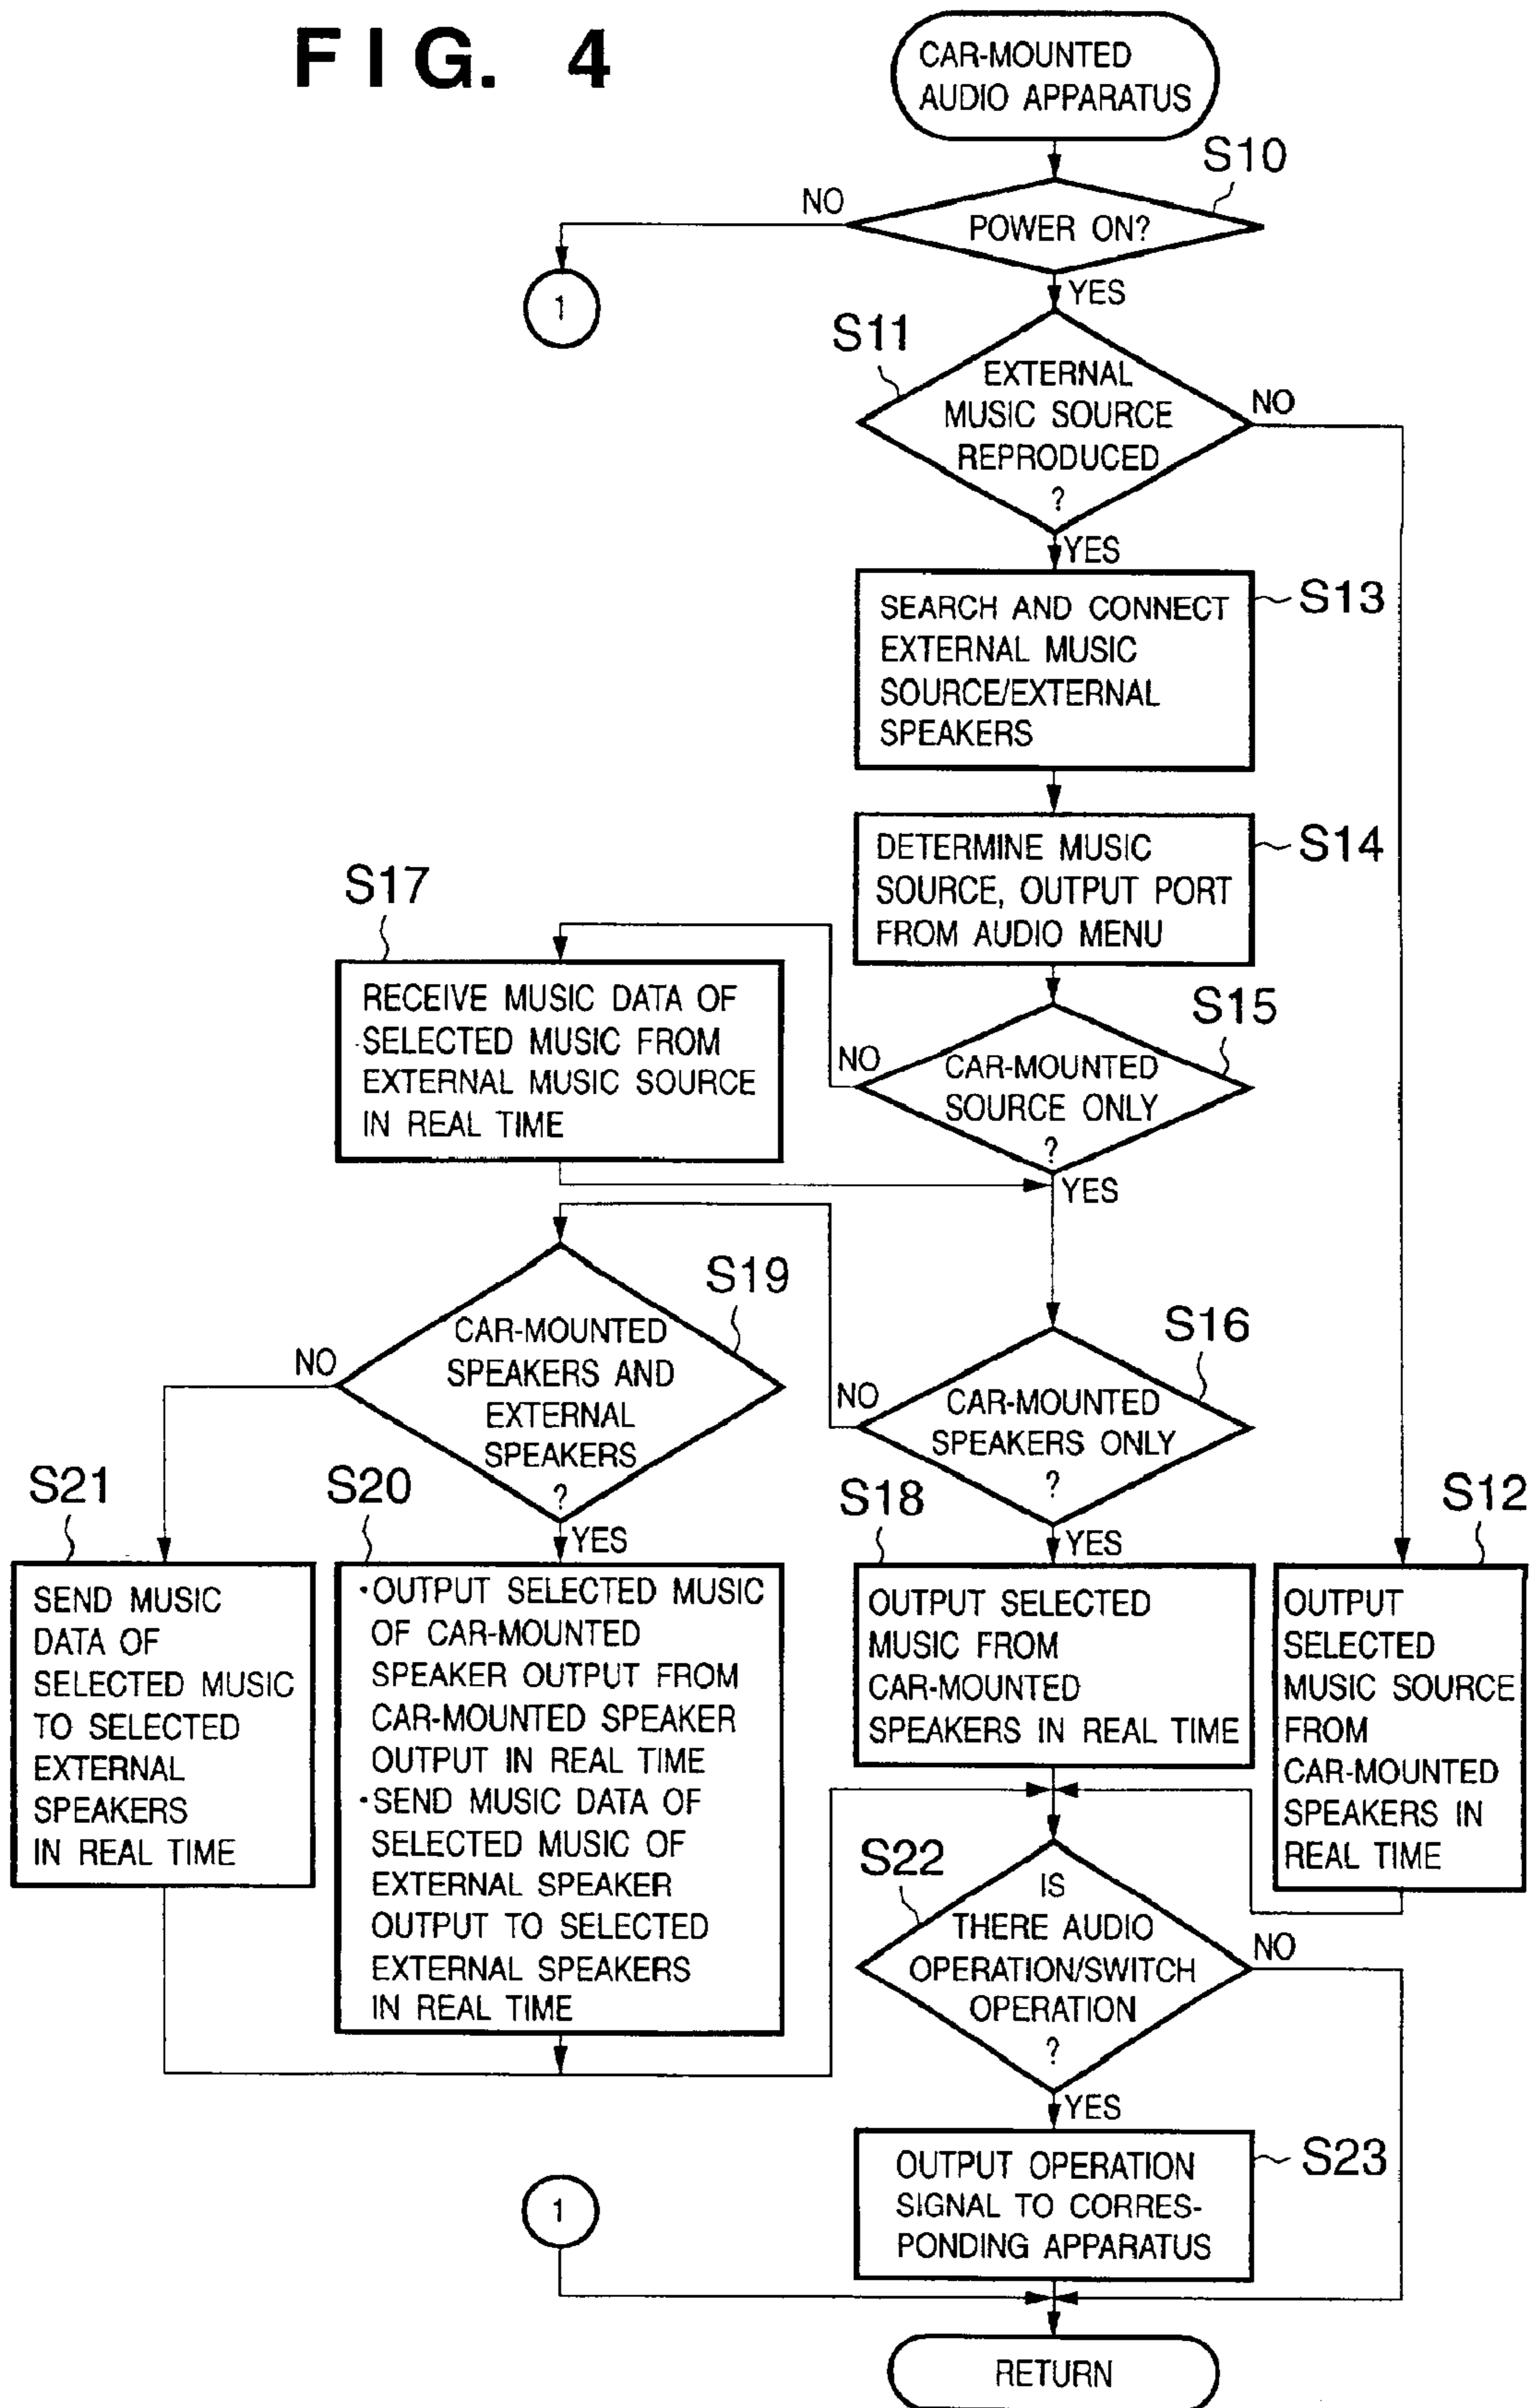 FIG. 4
CAR-MOUNTED
AUDIO APPARATUS
S10
NO
POWER ON?
1
YES
S11
EXTERNAL
MUSIC SOURCE
REPRODUCED
?
NO
YES
SEARCH AND CONNECT
EXTERNAL MUSIC
SOURCE/EXTERNAL
SPEAKERS
S13
DETERMINE MUSIC
SOURCE, OUTPUT PORT
FROM AUDIO MENU
S14
S17
RECEIVE MUSIC DATA OF
SELECTED MUSIC FROM
EXTERNAL MUSIC SOURCE
IN REAL TIME
S15
NO
CAR-MOUNTED
SOURCE ONLY
?
YES
S19
CAR-MOUNTED
SPEAKERS AND
EXTERNAL
SPEAKERS
?
NO
YES
S16
NO
CAR-MOUNTED
SPEAKERS ONLY
?
YES
S21
SEND MUSIC
DATA OF
SELECTED MUSIC
TO SELECTED
EXTERNAL
SPEAKERS
IN REAL TIME
S20
•OUTPUT SELECTED MUSIC
OF CAR-MOUNTED
SPEAKER OUTPUT FROM
CAR-MOUNTED SPEAKER
OUTPUT IN REAL TIME
•SEND MUSIC DATA OF
SELECTED MUSIC OF
EXTERNAL SPEAKER
OUTPUT TO SELECTED
EXTERNAL SPEAKERS
IN REAL TIME
S18
OUTPUT SELECTED
MUSIC FROM
CAR-MOUNTED
SPEAKERS IN REAL TIME
S12
OUTPUT
SELECTED
MUSIC SOURCE
FROM
CAR-MOUNTED
SPEAKERS IN
REAL TIME
S22
IS
THERE AUDIO
OPERATION/SWITCH
OPERATION
?
NO
YES
OUTPUT OPERATION
SIGNAL TO CORRES-
PONDING APPARATUS
S23
1
RETURN